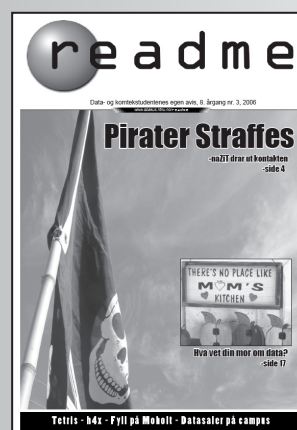 readme
Data- og komtekstudentenes egen avis, 8. årgang nr. 3, 2006
Pirater Straffes
-naZiT drar ut kontakten
-side 4
THERE'S NO PLACE LIKE
M♡M'S
KITCHEN
Hva vet din mor om data?
-side 17
Tetris - h4x - Fyll på Moholt - Datasaler på campus